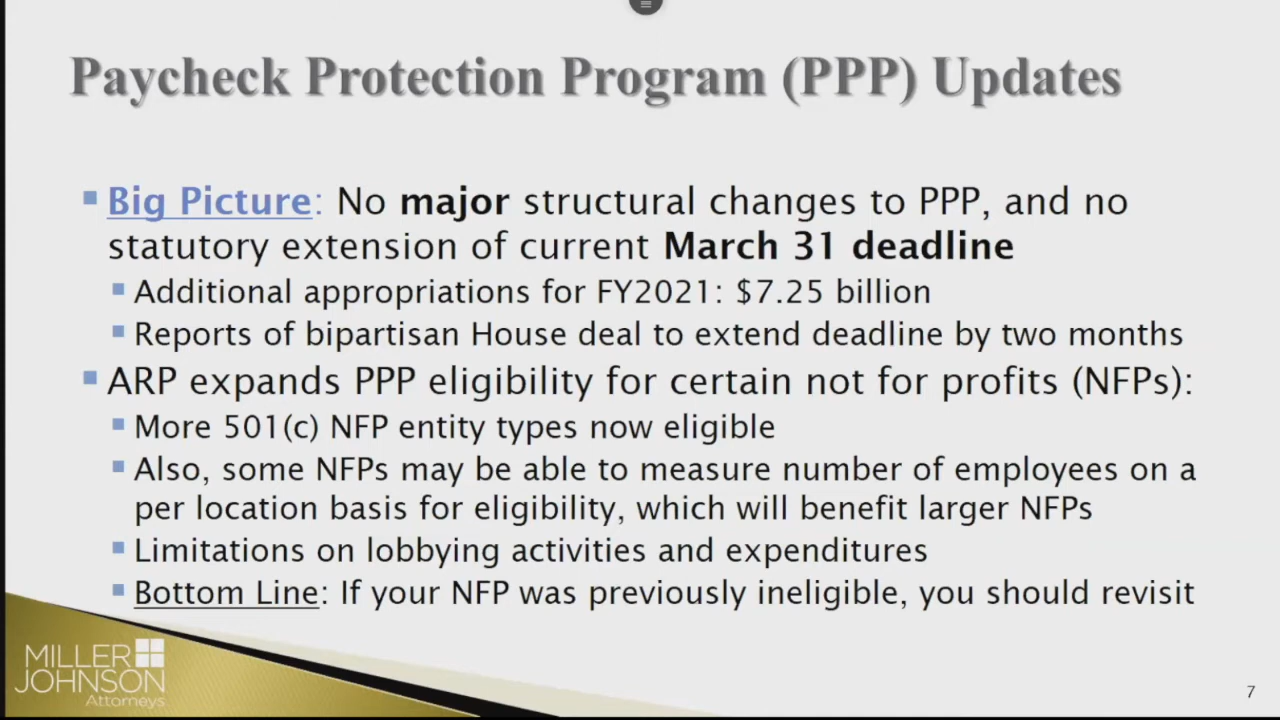 Paycheck Protection Program (PPP) Updates
Big Picture: No major structural changes to PPP, and no
statutory extension of current March 31 deadline
Additional appropriations for FY2021: $7.25 billion
Reports of bipartisan House deal to extend deadline by two months
ARP expands PPP eligibility for certain not for profits (NFPs):
More 501(c) NFP entity types now eligible
Also, some NFPs may be able to measure number of employees on a
per location basis for eligibility, which will benefit larger NFPs
Limitations on lobbying activities and expenditures
Bottom Line: If your NFP was previously ineligible, you should revisit
MILLER
JOHNSON
Attorneys
7